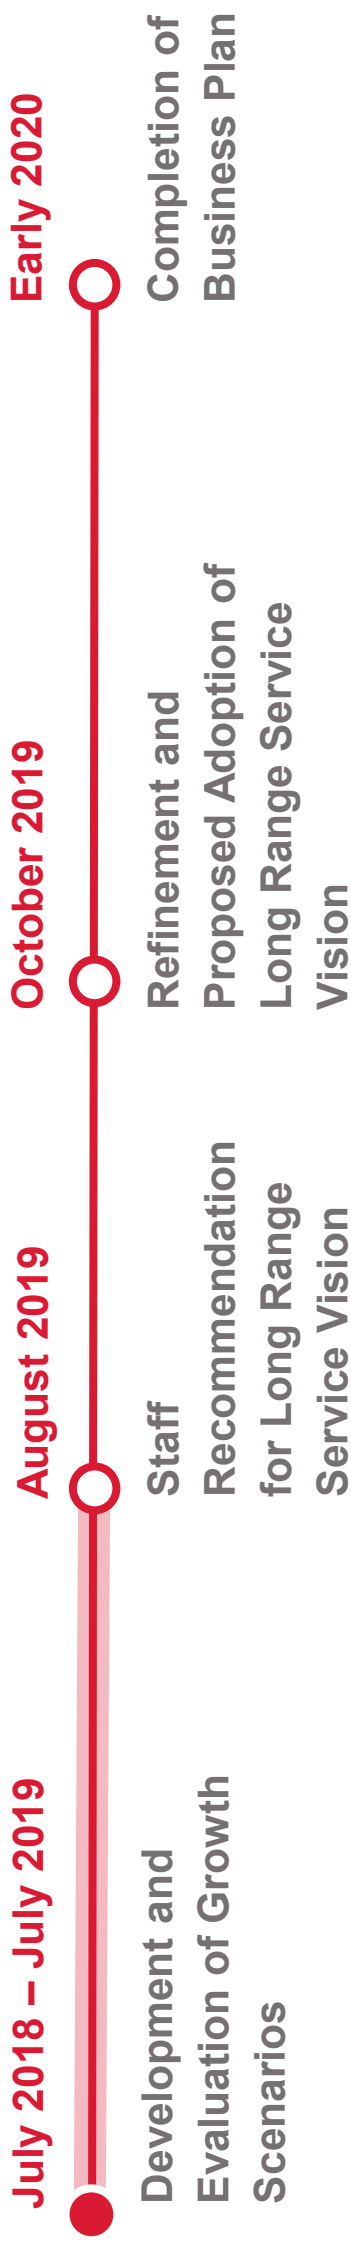 July 2018 – July 2019
Development and
Evaluation of Growth
Scenarios
August 2019
Staff
Recommendation
for Long Range
Service Vision
October 2019
Refinement and
Proposed Adoption of
Long Range Service
Vision
Early 2020
Completion of
Business Plan